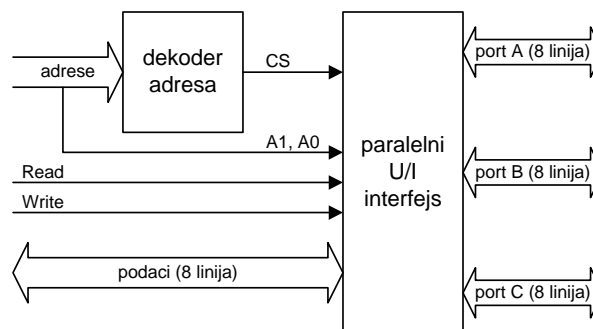 dekoder
adresa
adrese
CS
port A (8 linija)
A1, A0
paralelni
U/I
interfejs
Read
port B (8 linija)
Write
podaci (8 linija)
port C (8 linija)